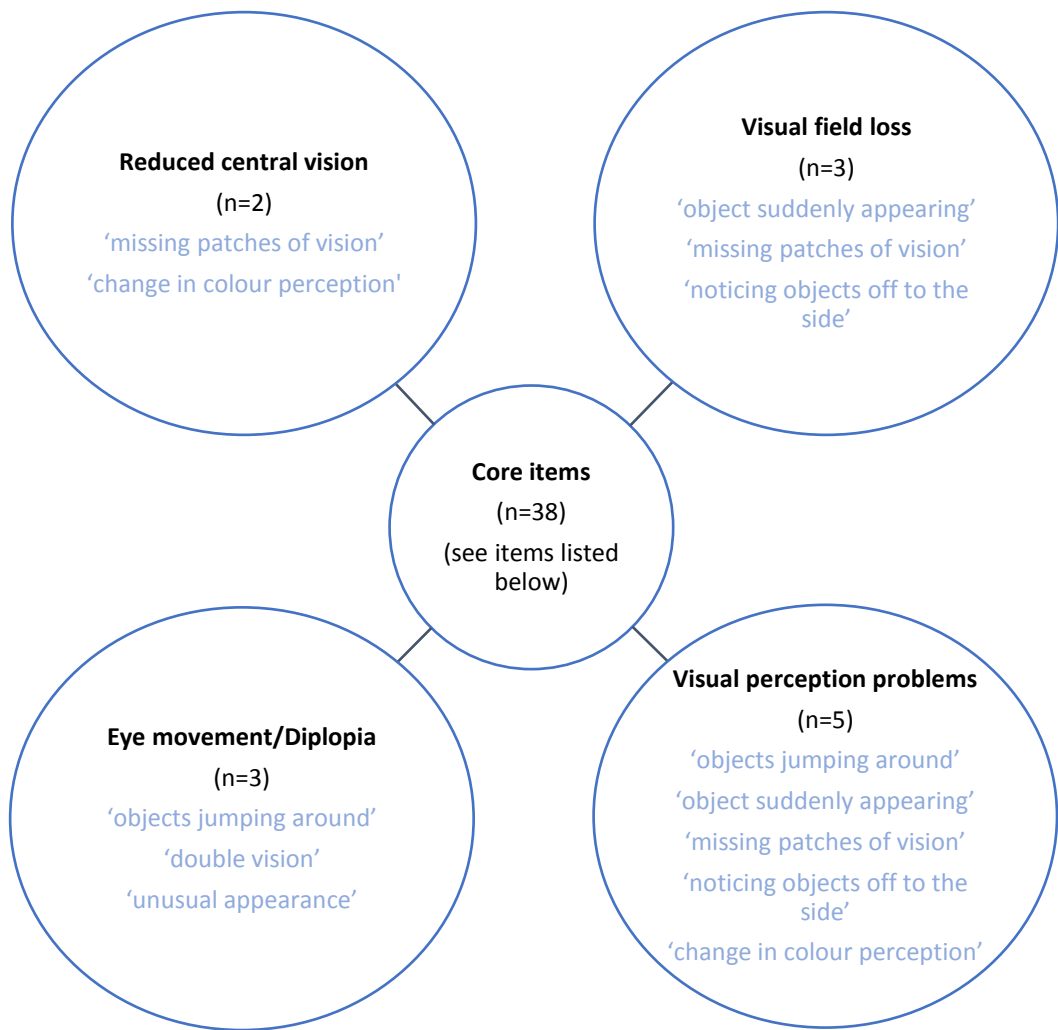 Reduced central vision
(n=2)
‘missing patches of vision’
‘change in colour perception'
Visual field loss
(n=3)
‘object suddenly appearing’
‘missing patches of vision’
‘noticing objects off to the
side’
Core items
(n=38)
(see items listed
below)
Eye movement/Diplopia
(n=3)
‘objects jumping around’
‘double vision’
‘unusual appearance’
Visual perception problems
(n=5)
‘objects jumping around’
‘object suddenly appearing’
‘missing patches of vision’
‘noticing objects off to the
side’
‘change in colour perception’